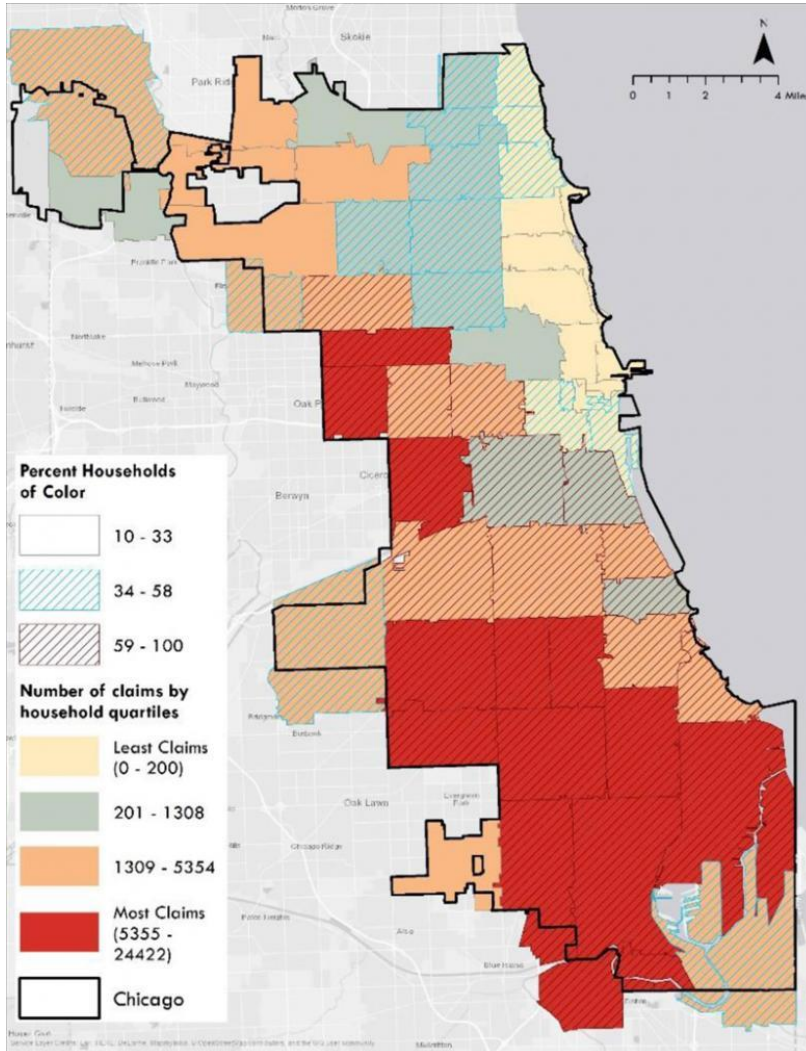 Morton Grove
Skokie
N
Park Ridge
0 1 2 4 Miles
Franklin Park
Northlake
Melrose Park
Maywood
Oak P
Cicero
Berwyn
Percent Households
of Color
10 - 33
34 - 58
59 - 100
Number of claims by
household quartiles
Least Claims
(0 - 200)
201 - 1308
1309 - 5354
Most Claims
(5355 -
24422)
Chicago
Burbank
Oak Lawn
Evergreen
Park
Chicago Ridge
Palos Heights
Alsip
Blue Island